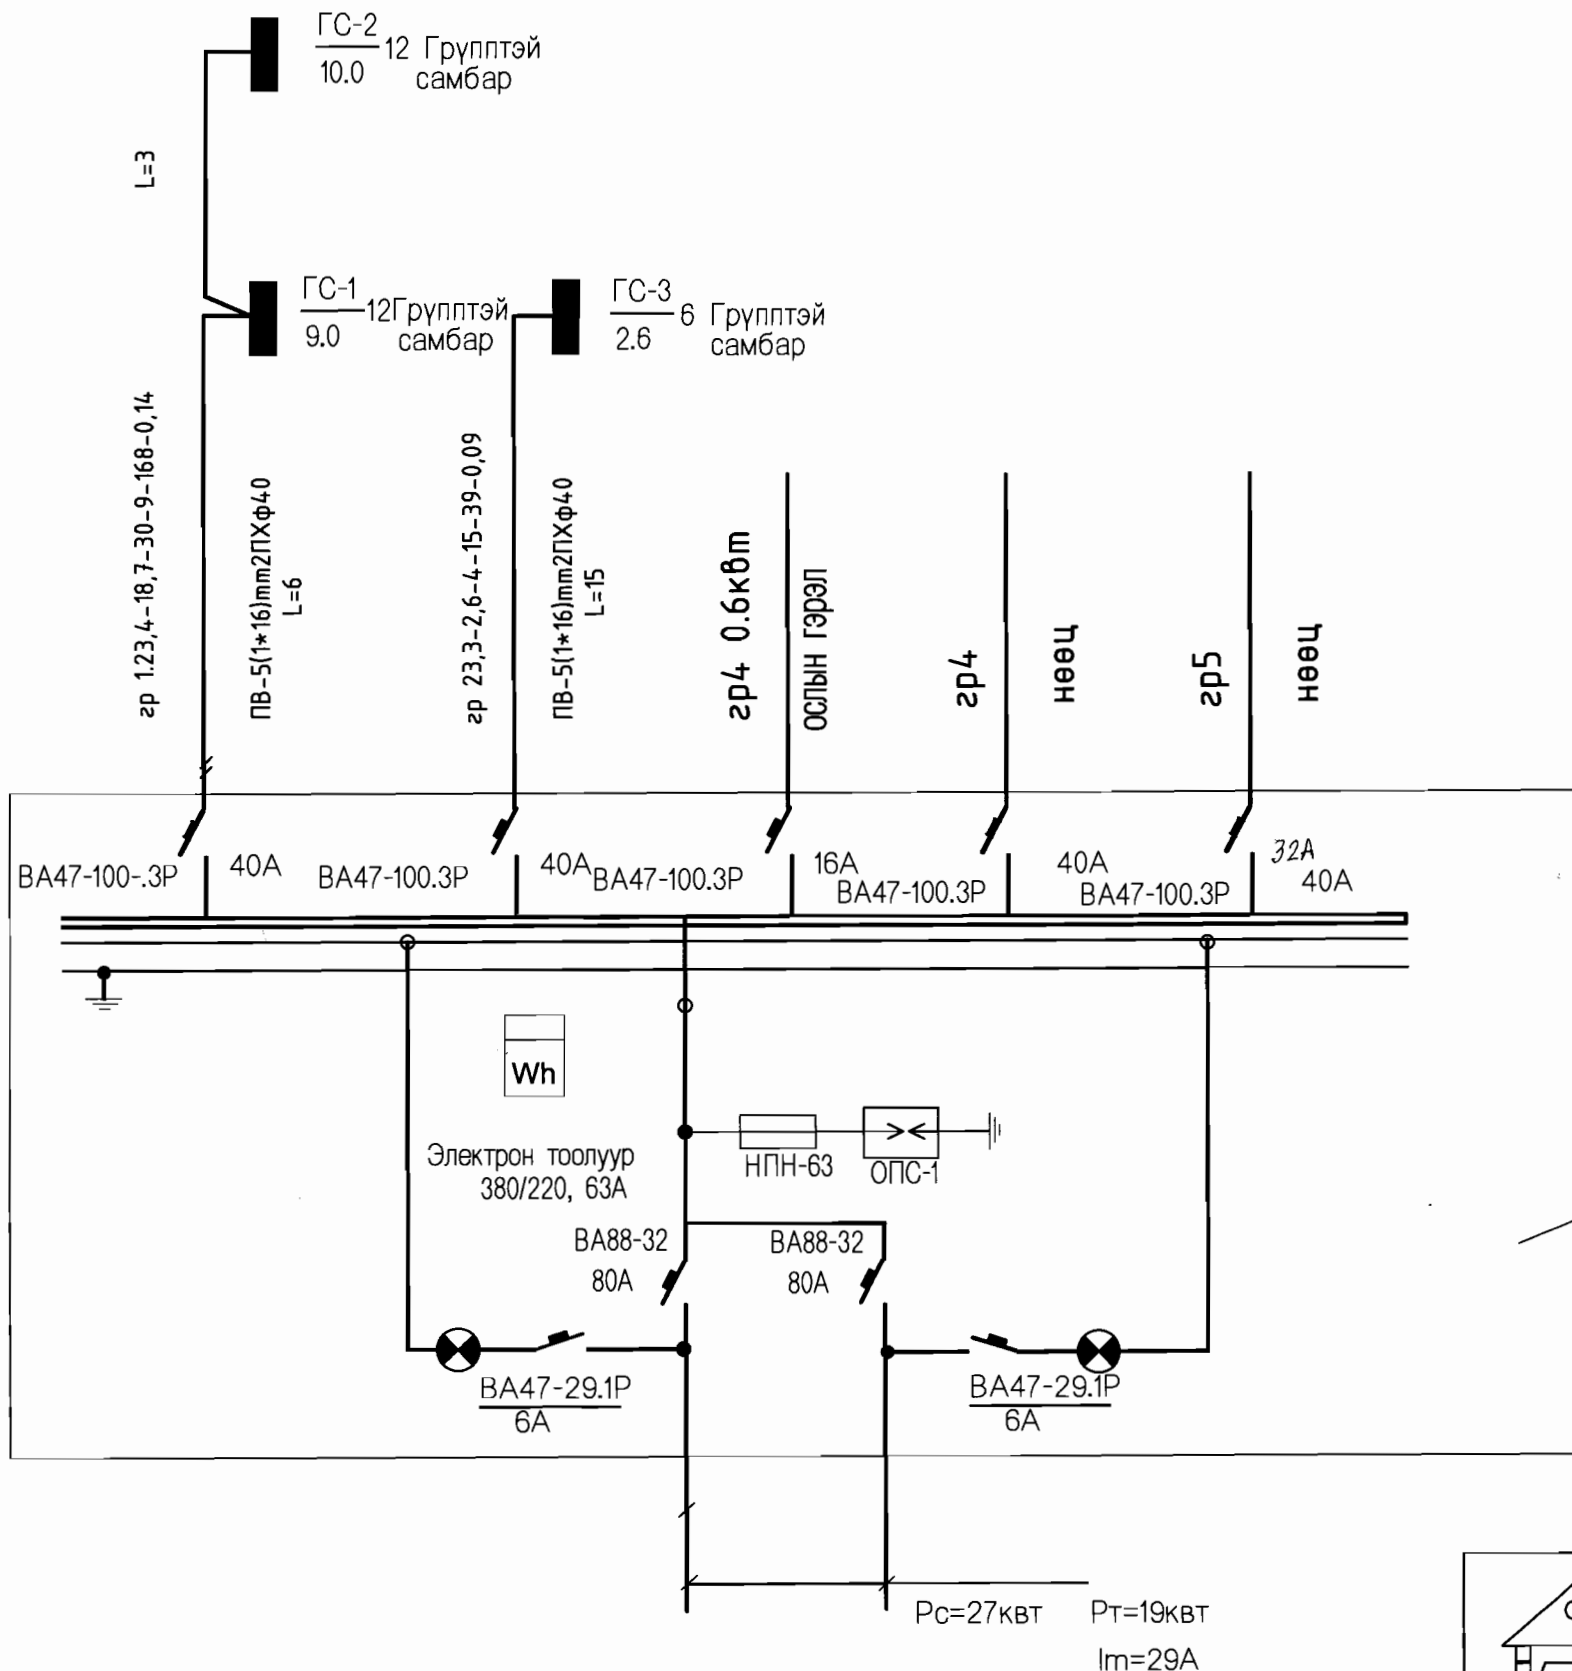 ГС-2
10.0
12 Грүпптэй
самбар
L=3
ГС-1
9.0
12Грүпптэй
самбар
ГС-3
2.6
6 Грүпптэй
самбар
гр 1.23,4-18,7-30-9-168-0,14
ПВ-5(1*16)mm2ПХф40
L=6
гр 23,3-2,6-4-15-39-0,09
ПВ-5(1*16)mm2ПХф40
L=15
гр4 0.6квт
ОСЛЫН ГЭРЭЛ
гр4
нөөц
гр5
нөөц
ВА47-100-.3Р
40А
ВА47-100.3Р
40А
ВА47-100.3Р
16А
ВА47-100.3Р
40А
ВА47-100.3Р
32А
40А
Wh
Электрон тоолуур
380/220, 63А
НПН-63
ОПС-1
ВА88-32
80А
ВА88-32
80А
ВА47-29.1Р
6А
ВА47-29.1Р
6А
Рс=27квт
Рт=19квт
Im=29А